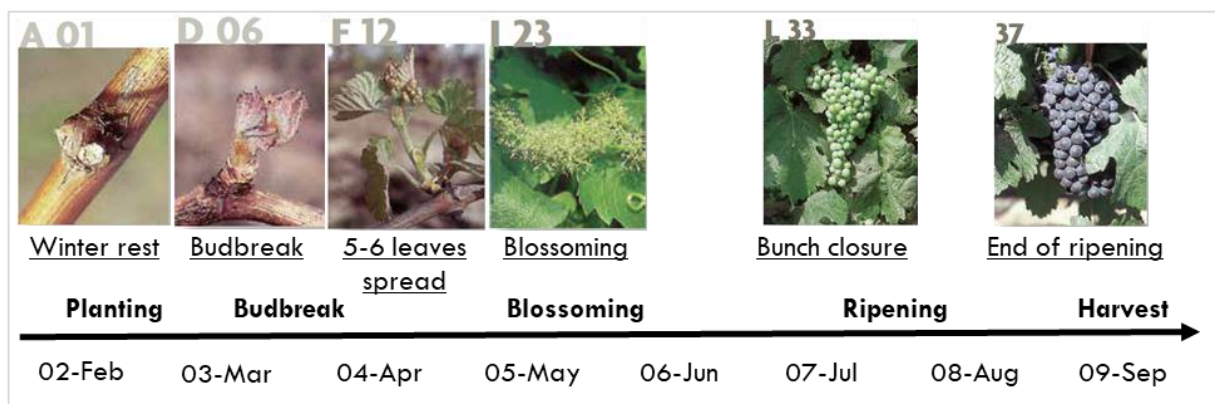 A 01 D 06 F 12 I 23 L 33 37
Winter rest Budbreak 5-6 leaves spread Blossoming Bunch closure End of ripening
Planting Budbreak Blossoming Ripening Harvest
02-Feb 03-Mar 04-Apr 05-May 06-Jun 07-Jul 08-Aug 09-Sep